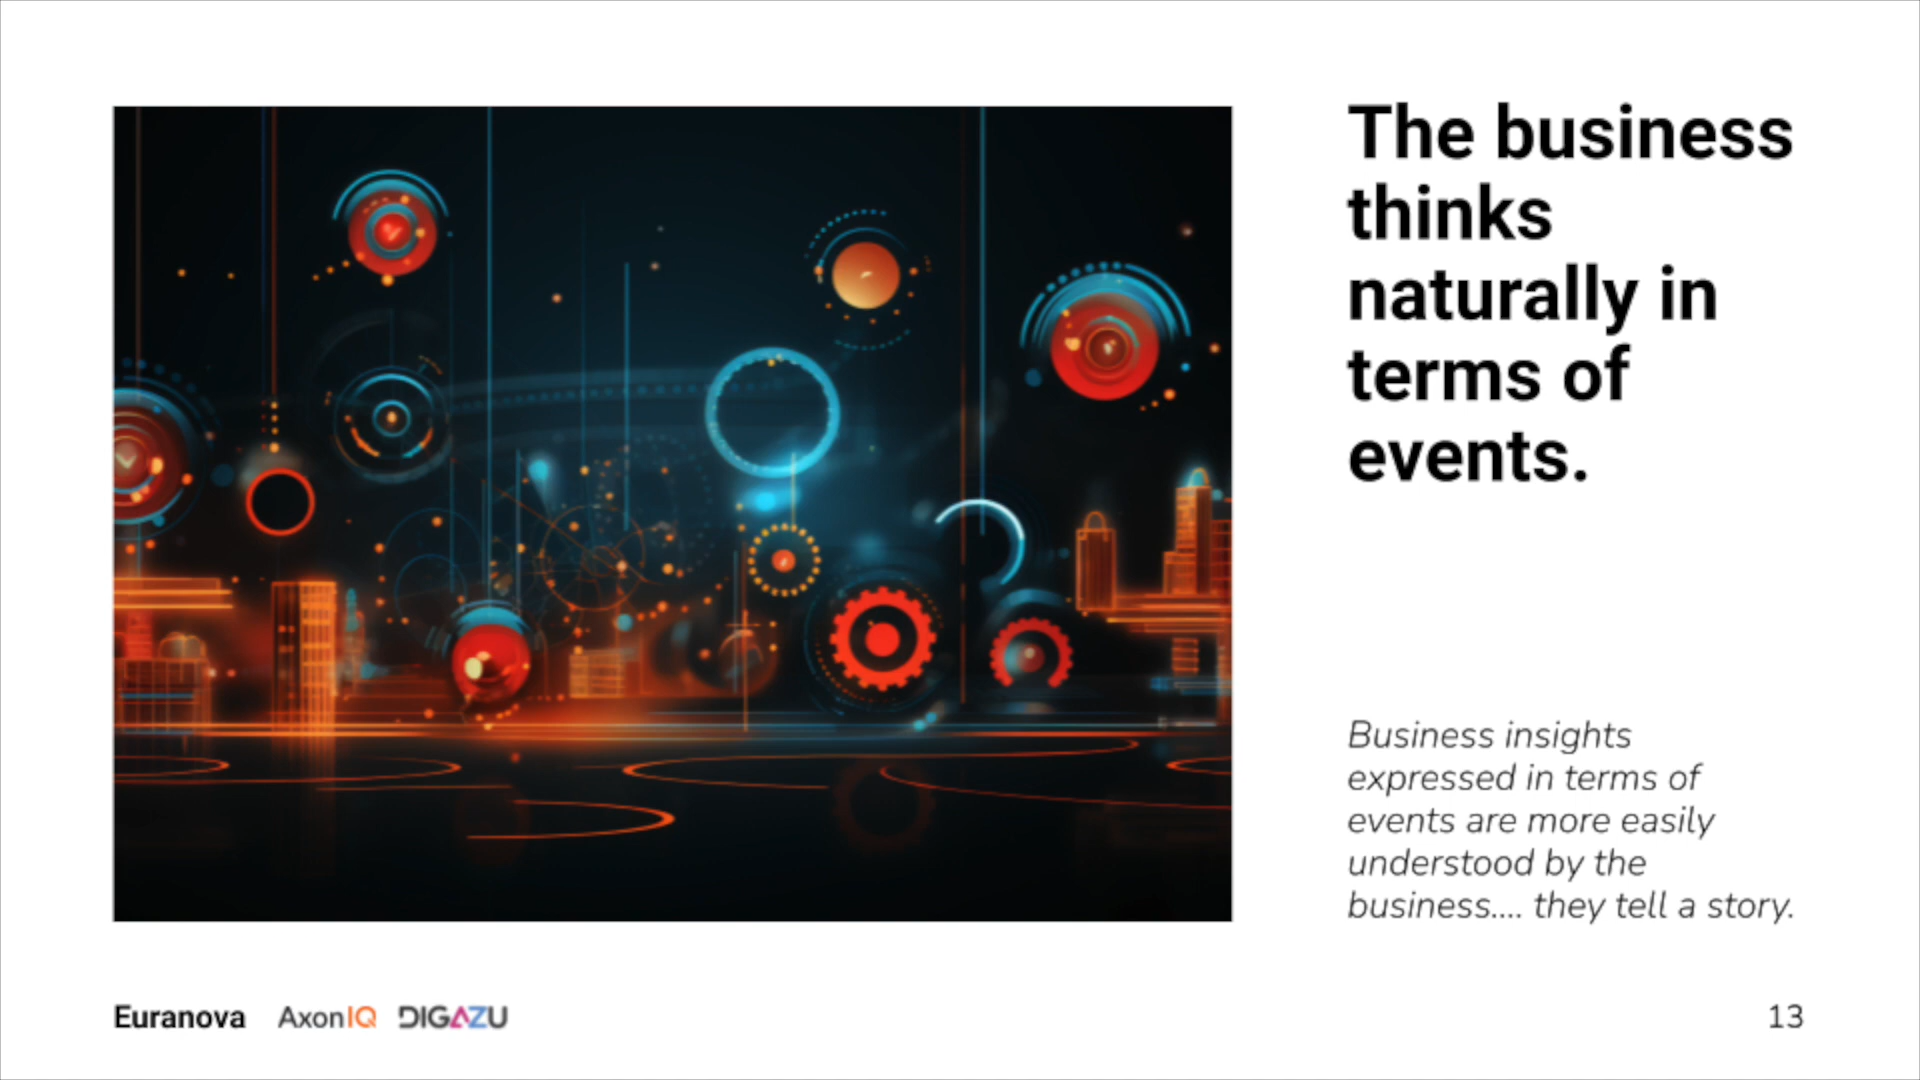 The business
thinks
naturally in
terms of
events.
Business insights
expressed in terms of
events are more easily
understood by the
business.... they tell a story.
Euranova AxonIQ DIGAZU
13